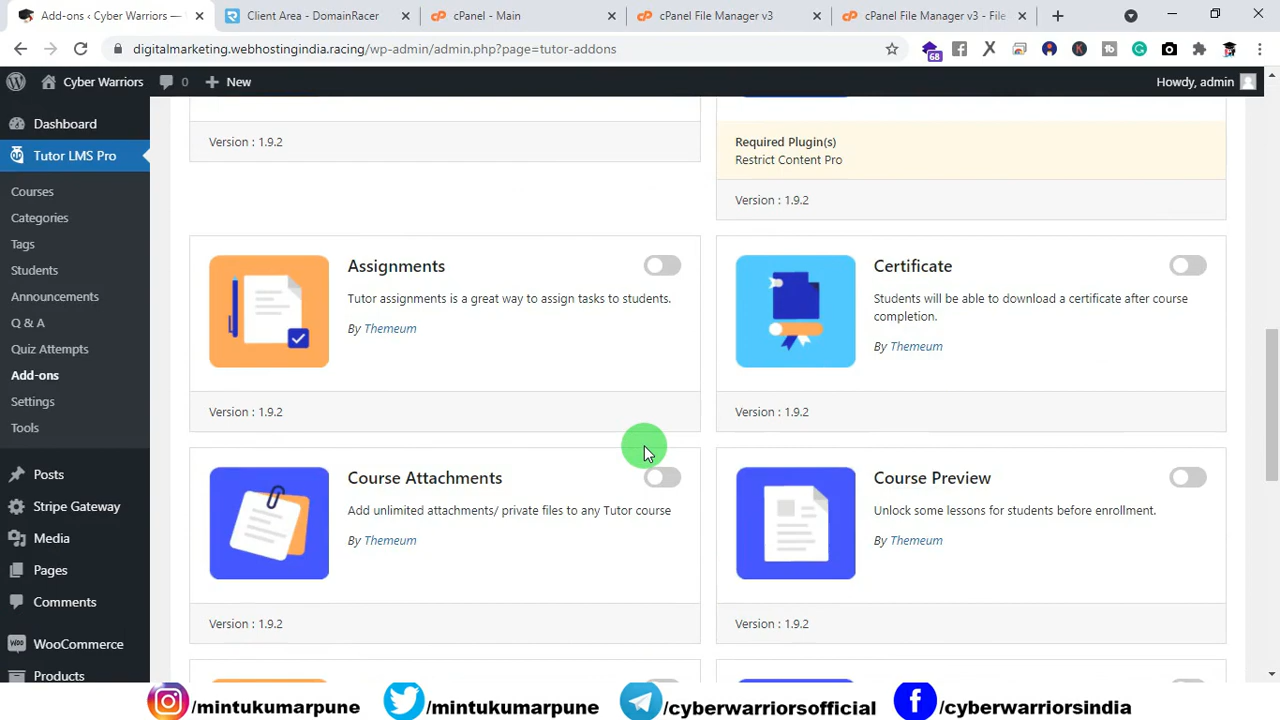 Add-ons ‹ Cyber Warriors —
Client Area - DomainRacer
cPanel - Main
cPanel File Manager v3
cPanel File Manager v3 - File
digitalmarketing.webhostingindia.racing/wp-admin/admin.php?page=tutor-addons
68
Cyber Warriors
0
New
Howdy, admin
Dashboard
Tutor LMS Pro
Courses
Categories
Tags
Students
Announcements
Q & A
Quiz Attempts
Add-ons
Settings
Tools
Posts
Stripe Gateway
Media
Pages
Comments
WooCommerce
Products
Version : 1.9.2
Required Plugin(s)
Restrict Content Pro
Version : 1.9.2
Assignments
Tutor assignments is a great way to assign tasks to students.
By Themeum
Version : 1.9.2
Certificate
Students will be able to download a certificate after course
completion.
By Themeum
Version : 1.9.2
Course Attachments
Add unlimited attachments/ private files to any Tutor course
By Themeum
Version : 1.9.2
Course Preview
Unlock some lessons for students before enrollment.
By Themeum
Version : 1.9.2
/mintukumarpune
/mintukumarpune
/cyberwarriorsofficial
/cyberwarriorsindia